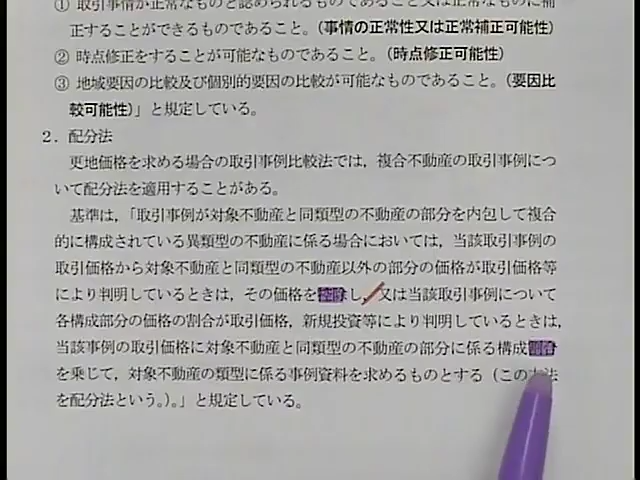 ① 取引事情が正常なものと認められるものであること又は正常なものに補
正することができるものであること。（事情の正常性又は正常補正可能性）
② 時点修正をすることが可能なものであること。（時点修正可能性）
③ 地域要因の比較及び個別的要因の比較が可能なものであること。（要因比
較可能性）」と規定している。
２．配分法
更地価格を求める場合の取引事例比較法では，複合不動産の取引事例につ
いて配分法を適用することがある。
基準は，「取引事例が対象不動産と同類型の不動産の部分を内包して複合
的に構成されている異類型の不動産に係る場合においては，当該取引事例の
取引価格から対象不動産と同類型の不動産以外の部分の価格が取引価格等
により判明しているときは，その価格を控除し／又は当該取引事例について
各構成部分の価格の割合が取引価格，新規投資等により判明しているときは，
当該事例の取引価格に対象不動産と同類型の不動産の部分に係る構成割合
を乗じて，対象不動産の類型に係る事例資料を求めるものとする（この方法
を配分法という。）。」と規定している。